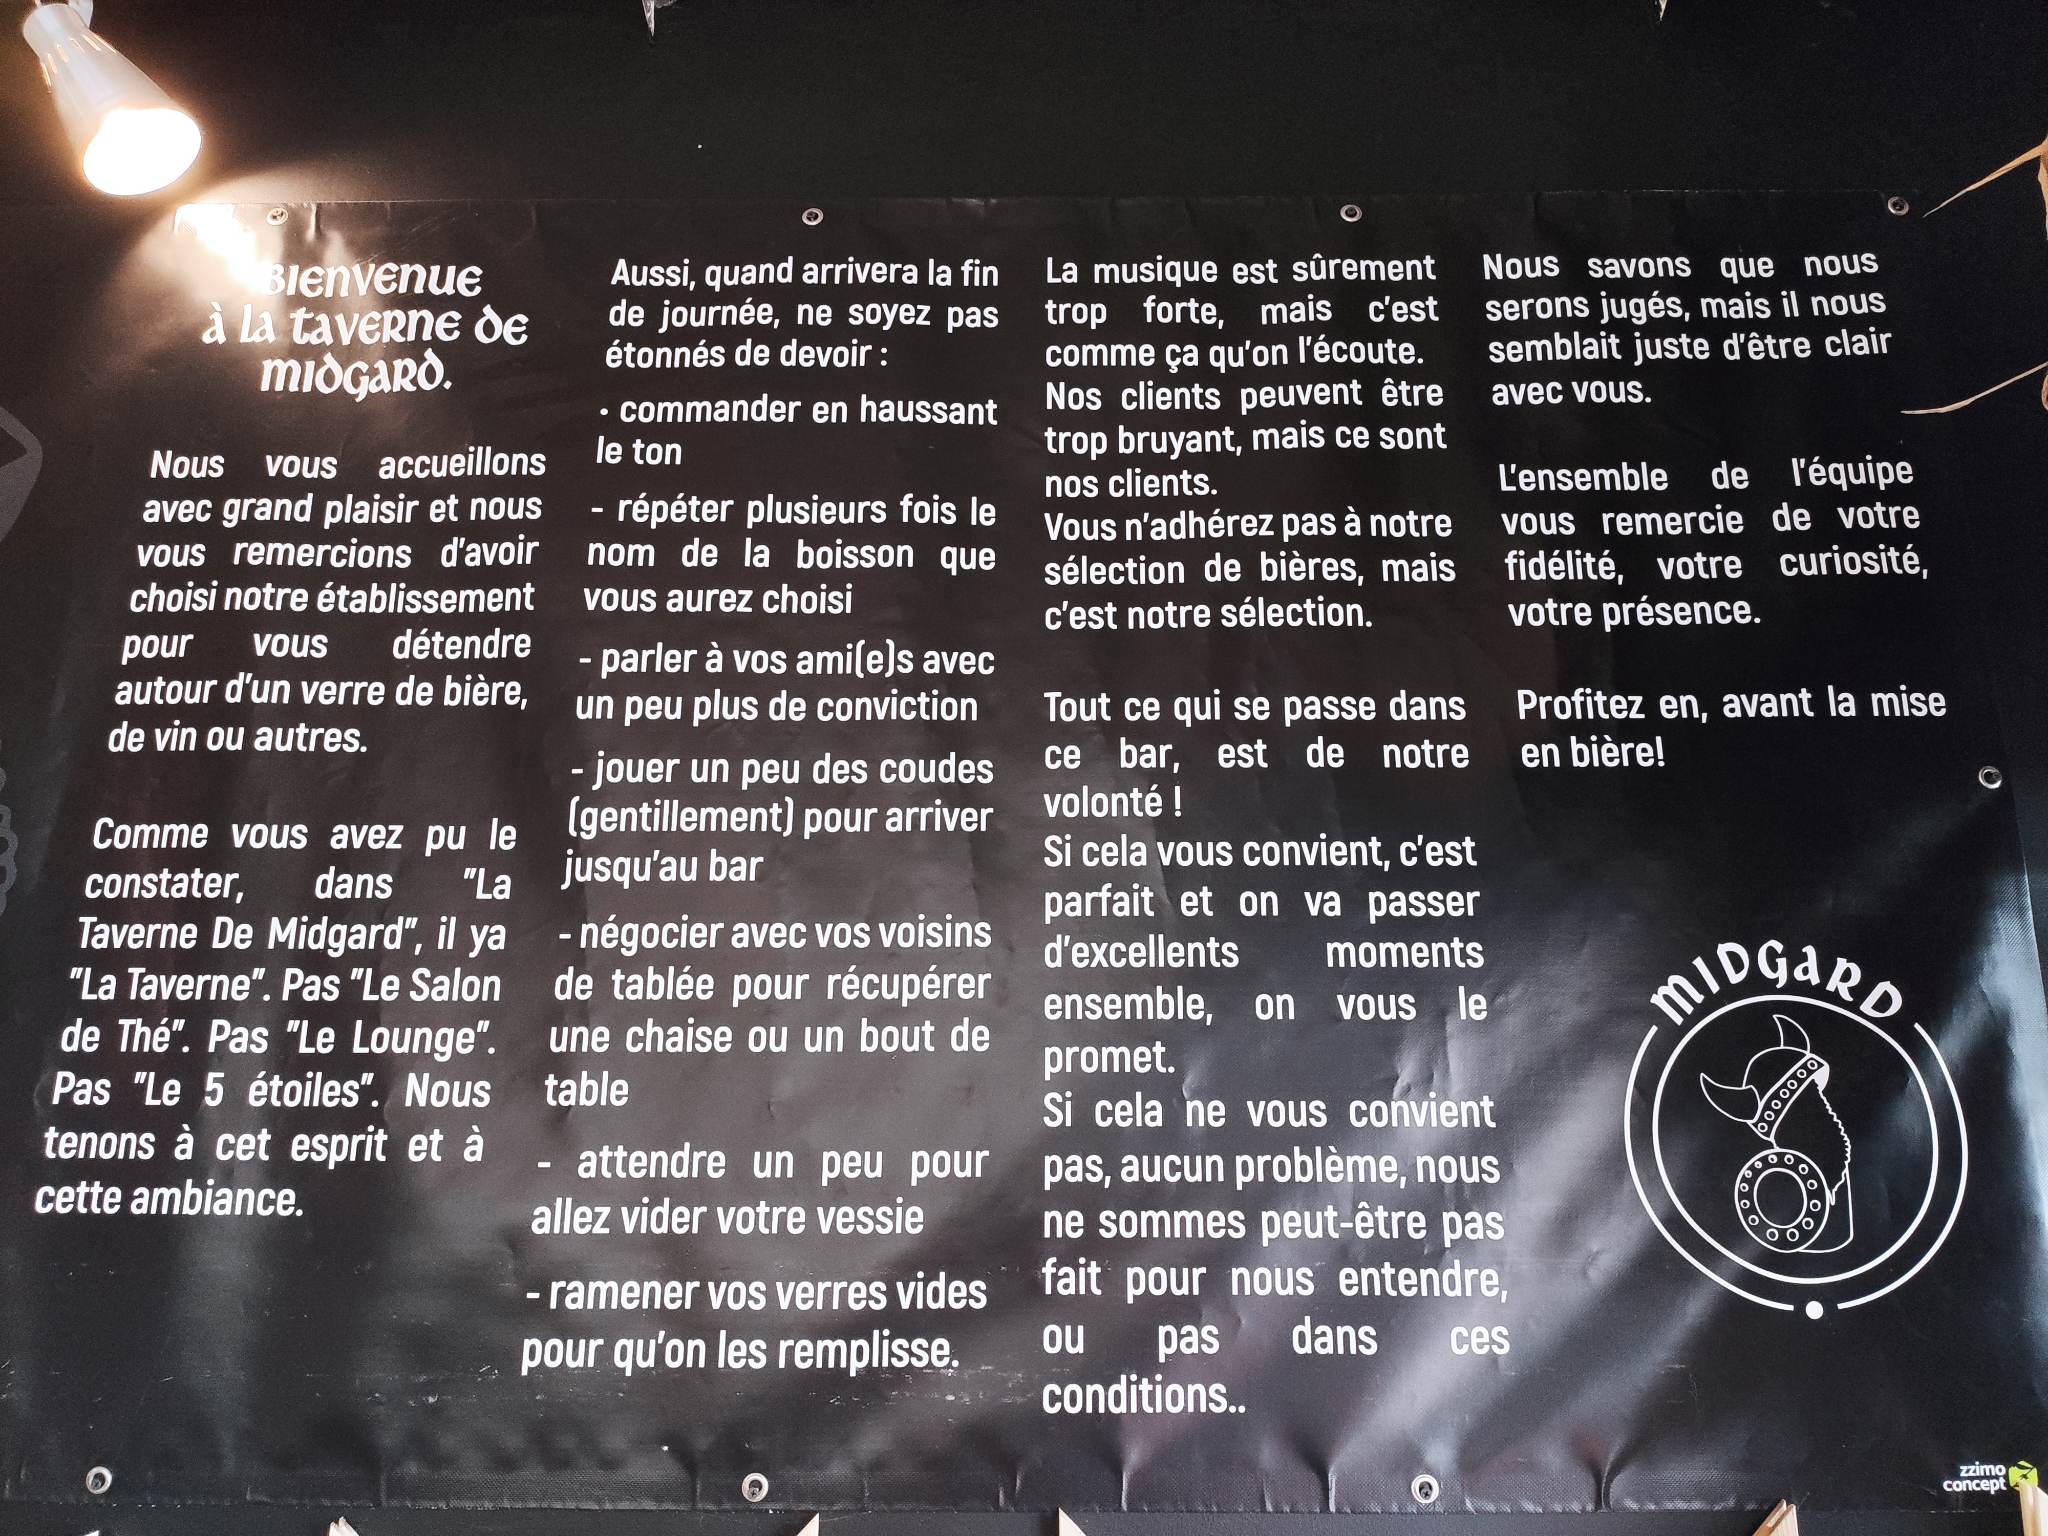 BIENVENUE
à la taverne de
midgard.
Nous vous accueillons
avec grand plaisir et nous
vous remercions d'avoir
choisi notre établissement
pour vous détendre
autour d'un verre de bière,
de vin ou autres.
Comme vous avez pu le
constater, dans "La
Taverne De Midgard", il ya
"La Taverne". Pas "Le Salon
de Thé". Pas "Le Lounge".
Pas "Le 5 étoiles". Nous
tenons à cet esprit et à
cette ambiance.
Aussi, quand arrivera la fin
de journée, ne soyez pas
étonnés de devoir :
· commander en haussant
le ton
- répéter plusieurs fois le
nom de la boisson que
vous aurez choisi
- parler à vos ami(e)s avec
un peu plus de conviction
- jouer un peu des coudes
(gentillement) pour arriver
jusqu'au bar
- négocier avec vos voisins
de tablée pour récupérer
une chaise ou un bout de
table
- attendre un peu pour
allez vider votre vessie
- ramener vos verres vides
pour qu'on les remplisse.
La musique est sûrement
trop forte, mais c'est
comme ça qu'on l'écoute.
Nos clients peuvent être
trop bruyant, mais ce sont
nos clients.
Vous n'adhérez pas à notre
sélection de bières, mais
c'est notre sélection.
Tout ce qui se passe dans
ce bar, est de notre
volonté !
Si cela vous convient, c'est
parfait et on va passer
d'excellents moments
ensemble, on vous le
promet.
Si cela ne vous convient
pas, aucun problème, nous
ne sommes peut-être pas
fait pour nous entendre,
ou pas dans ces
conditions..
Nous savons que nous
serons jugés, mais il nous
semblait juste d'être clair
avec vous.
L'ensemble de l'équipe
vous remercie de votre
fidélité, votre curiosité,
votre présence.
Profitez en, avant la mise
en bière!
MIDGARD
zzimo
concept